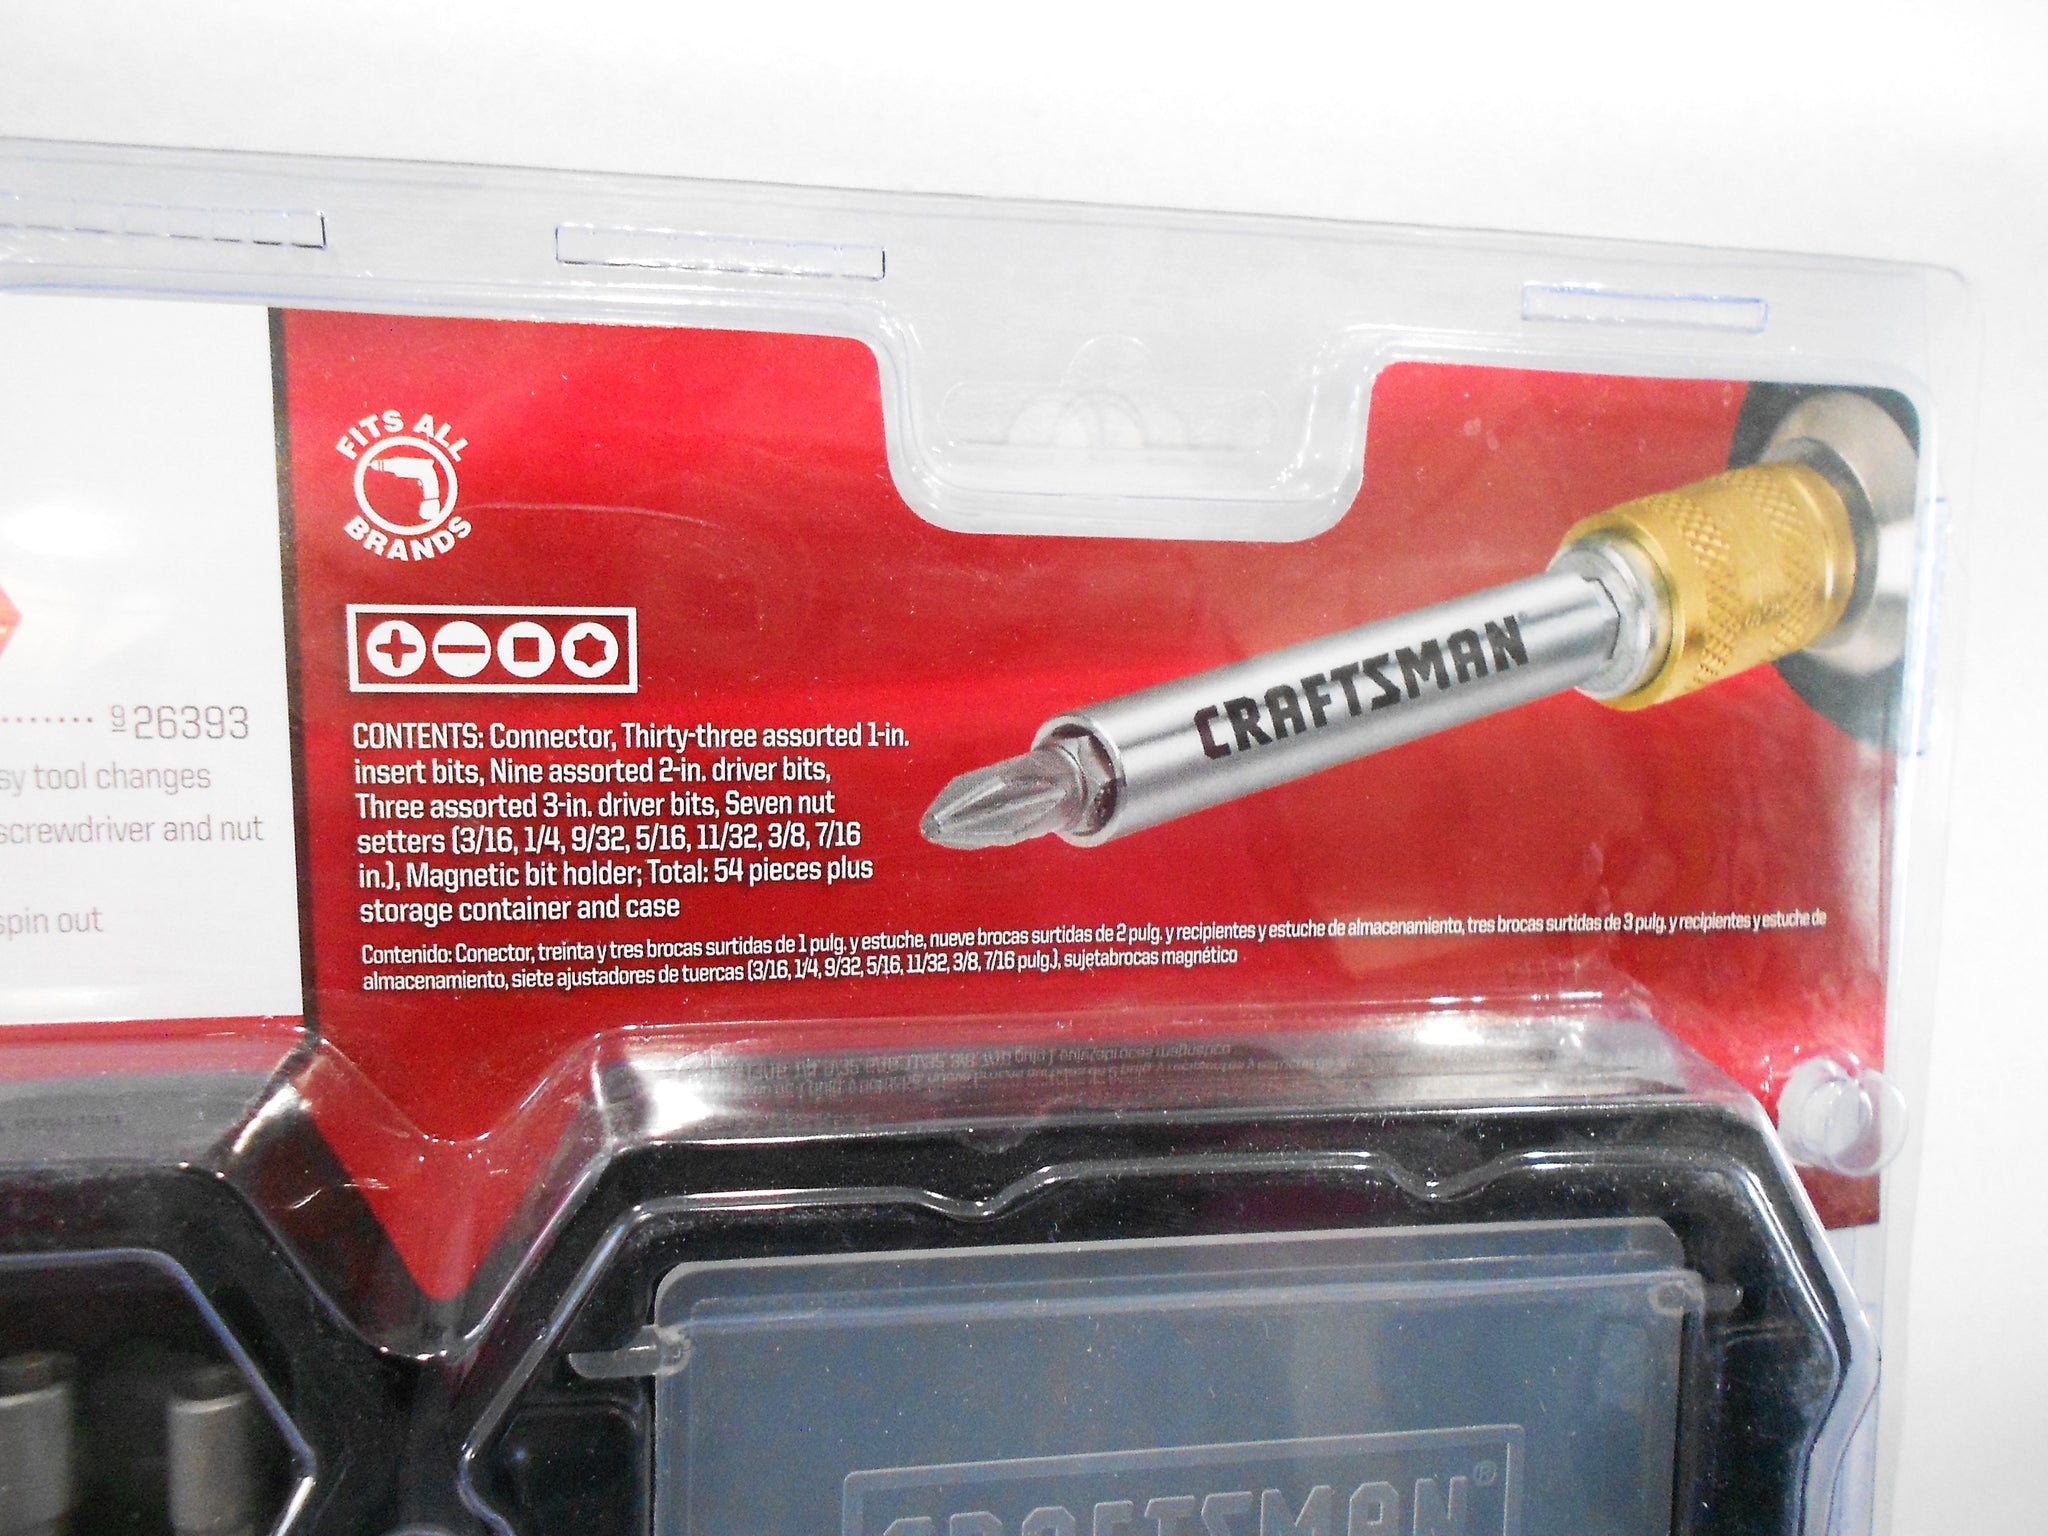 FITS ALL
BRANDS
9 26393
sy tool changes
screwdriver and nut
spin out
CONTENTS: Connector, Thirty-three assorted 1-in.
insert bits, Nine assorted 2-in. driver bits,
Three assorted 3-in. driver bits, Seven nut
setters (3/16, 1/4, 9/32, 5/16, 11/32, 3/8, 7/16
in.), Magnetic bit holder; Total: 54 pieces plus
storage container and case
Contenido: Conector, treinta y tres brocas surtidas de 1 pulg. y estuche, nueve brocas surtidas de 2 pulg. y recipientes y estuche de almacenamiento, tres brocas surtidas de 3 pulg. y recipientes y estuche de
almacenamiento, siete ajustadores de tuercas (3/16, 1/4, 9/32, 5/16, 11/32, 3/8, 7/16 pulg.), sujetabrocas magnético
CRAFTSMAN
CRAFTSMAN®